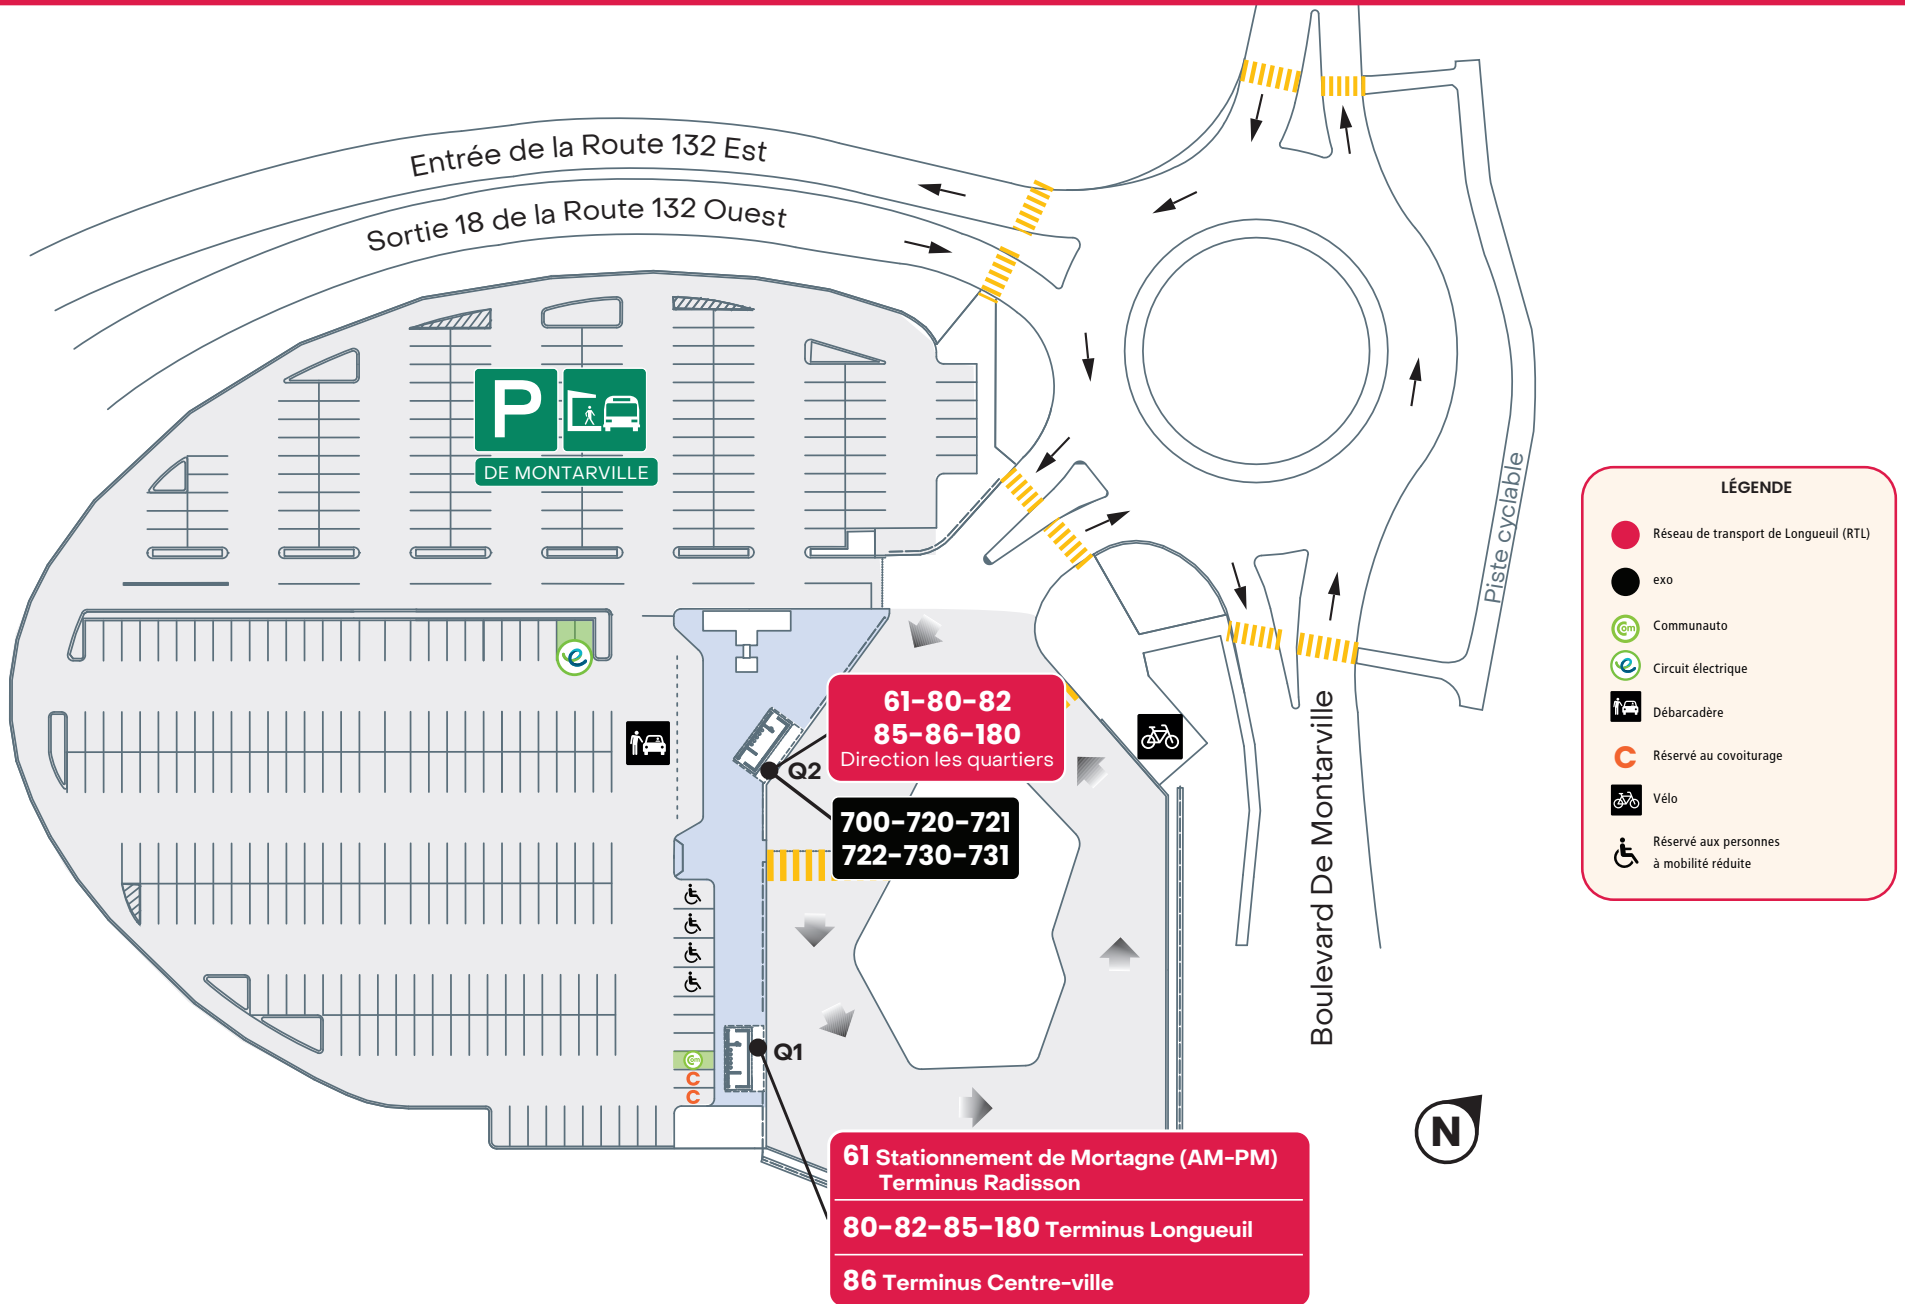 Entrée de la Route 132 Est
Sortie 18 de la Route 132 Ouest
P
DE MONTARVILLE
Piste cyclable
Boulevard De Montarville
61-80-82
85-86-180
Direction les quartiers
Q2
700-720-721
722-730-731
Com
C
C
Q1
61 Stationnement de Mortagne (AM-PM)
Terminus Radisson
80-82-85-180 Terminus Longueuil
86 Terminus Centre-ville
N
LÉGENDE
Réseau de transport de Longueuil (RTL)
exo
Com Communauto
Circuit électrique
Débarcadère
C Réservé au covoiturage
Vélo
Réservé aux personnes
à mobilité réduite